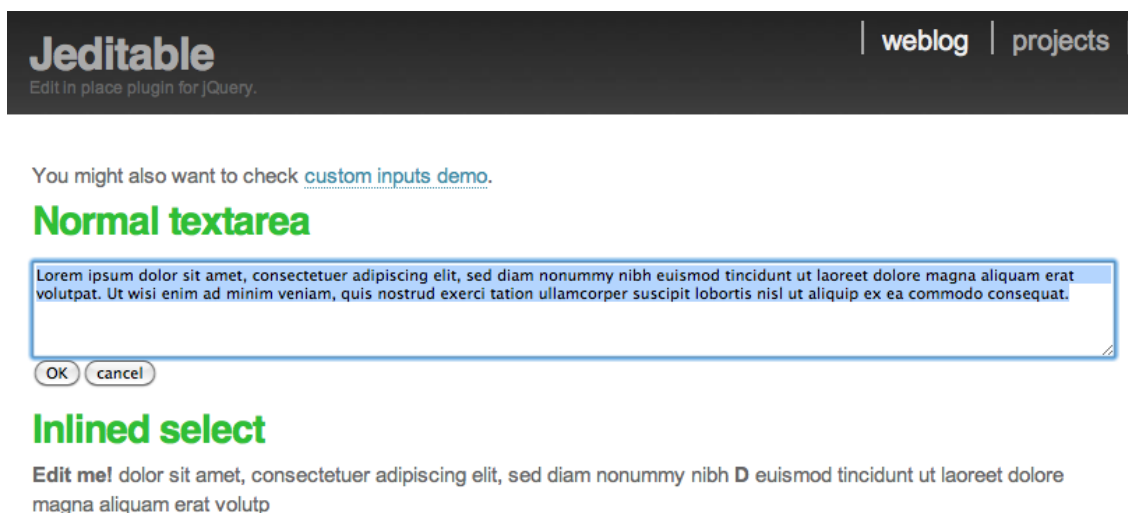 Jeditable
weblog
projects
Edit in place plugin for jQuery.
You might also want to check custom inputs demo.
Normal textarea
Lorem ipsum dolor sit amet, consectetuer adipiscing elit, sed diam nonummy nibh euismod tincidunt ut laoreet dolore magna aliquam erat
volutpat. Ut wisi enim ad minim veniam, quis nostrud exerci tation ullamcorper suscipit lobortis nisl ut aliquip ex ea commodo consequat.
OK cancel
Inlined select
Edit me! dolor sit amet, consectetuer adipiscing elit, sed diam nonummy nibh D euismod tincidunt ut laoreet dolore
magna aliquam erat volutp